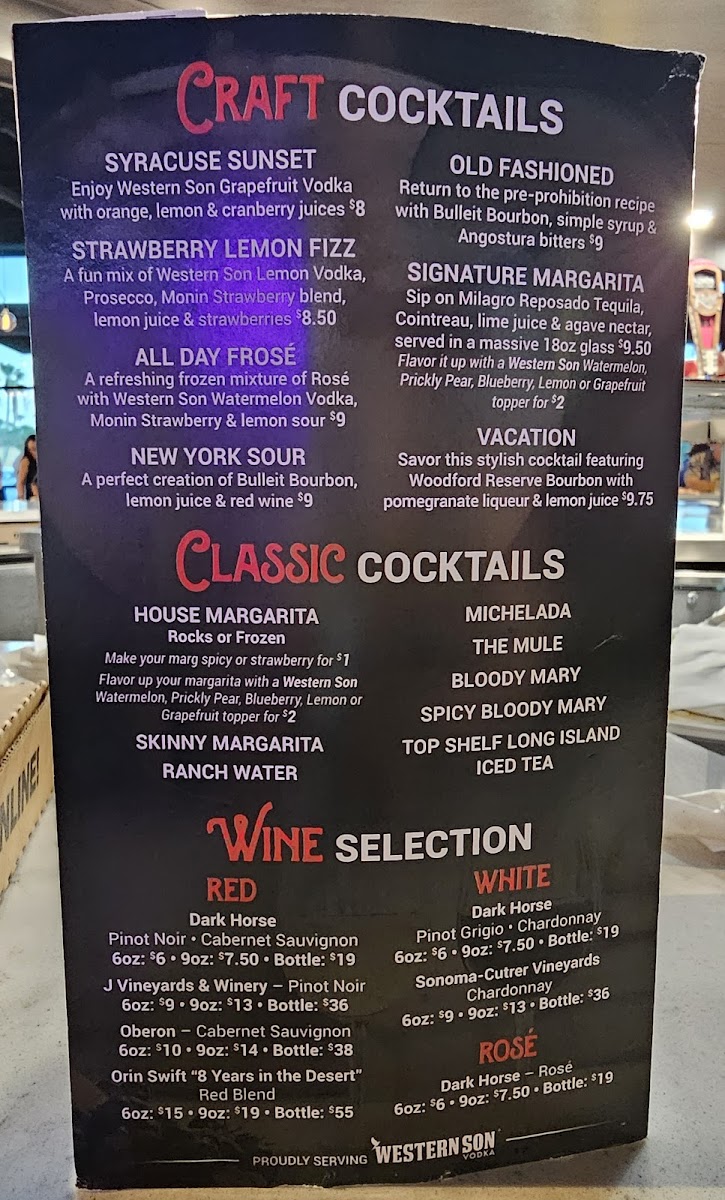 CRAFT COCKTAILS
SYRACUSE SUNSET
Enjoy Western Son Grapefruit Vodka
with orange, lemon & cranberry juices $8
STRAWBERRY LEMON FIZZ
A fun mix of Western Son Lemon Vodka,
Prosecco, Monin Strawberry blend,
lemon juice & strawberries $8.50
ALL DAY FROSÉ
A refreshing frozen mixture of Rosé
with Western Son Watermelon Vodka,
Monin Strawberry & lemon sour $9
NEW YORK SOUR
A perfect creation of Bulleit Bourbon,
lemon juice & red wine $9
OLD FASHIONED
Return to the pre-prohibition recipe
with Bulleit Bourbon, simple syrup &
Angostura bitters $9
SIGNATURE MARGARITA
Sip on Milagro Reposado Tequila,
Cointreau, lime juice & agave nectar,
served in a massive 18oz glass $9.50
Flavor it up with a Western Son Watermelon,
Prickly Pear, Blueberry, Lemon or Grapefruit
topper for $2
VACATION
Savor this stylish cocktail featuring
Woodford Reserve Bourbon with
pomegranate liqueur & lemon juice $9.75
CLASSIC COCKTAILS
HOUSE MARGARITA
Rocks or Frozen
Make your marg spicy or strawberry for $1
Flavor up your margarita with a Western Son
Watermelon, Prickly Pear, Blueberry, Lemon or
Grapefruit topper for $2
SKINNY MARGARITA
RANCH WATER
MICHELADA
THE MULE
BLOODY MARY
SPICY BLOODY MARY
TOP SHELF LONG ISLAND
ICED TEA
WINE SELECTION
RED
Dark Horse
Pinot Noir • Cabernet Sauvignon
6oz: $6 • 9oz: $7.50 • Bottle: $19
J Vineyards & Winery – Pinot Noir
6oz: $9 • 9oz: $13 • Bottle: $36
Oberon – Cabernet Sauvignon
6oz: $10 • 9oz: $14 • Bottle: $38
Orin Swift "8 Years in the Desert"
Red Blend
6oz: $15 • 9oz: $19 • Bottle: $55
WHITE
Dark Horse
Pinot Grigio • Chardonnay
6oz: $6 • 9oz: $7.50 • Bottle: $19
Sonoma-Cutrer Vineyards
Chardonnay
6oz: $9 • 9oz: $13 • Bottle: $36
ROSÉ
Dark Horse – Rosé
6oz: $6 • 9oz: $7.50 • Bottle: $19
PROUDLY SERVING WESTERN SON
VODKA
NLINE!